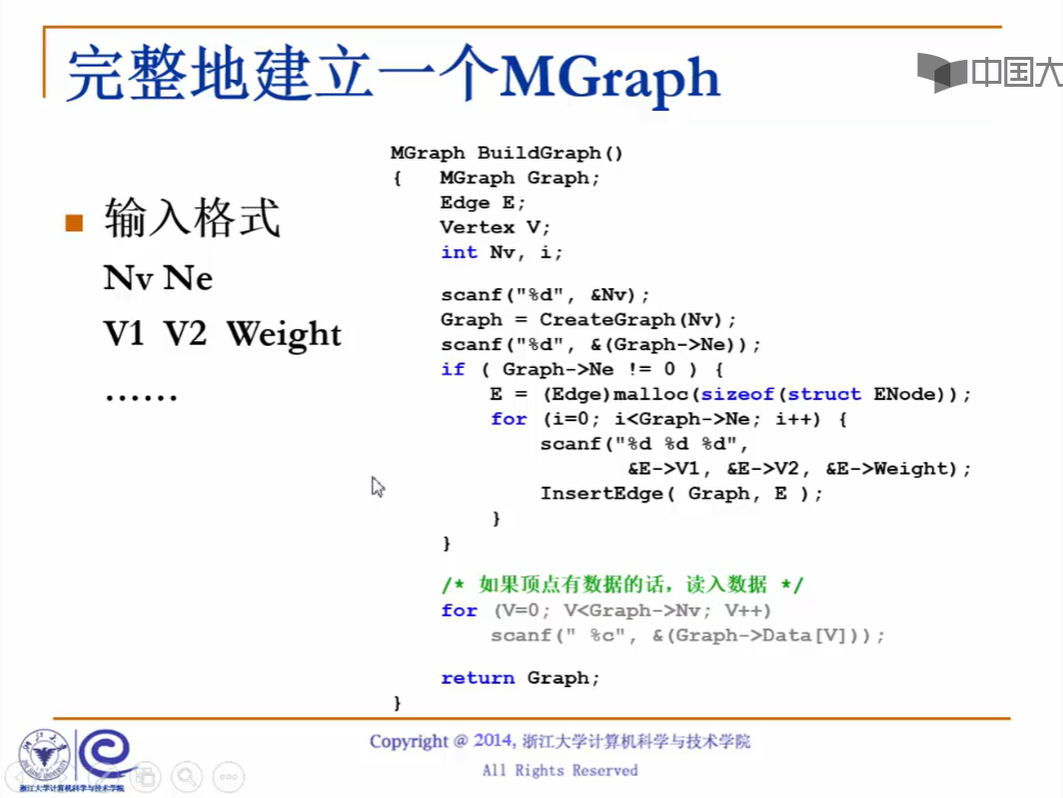 完整地建立一个MGraph
中国大
输入格式
Nv Ne
V1 V2 Weight
……
MGraph BuildGraph()
{ MGraph Graph;
Edge E;
Vertex V;
int Nv, i;
scanf("%d", &Nv);
Graph = CreateGraph(Nv);
scanf("%d", &(Graph->Ne));
if ( Graph->Ne != 0 ) {
E = (Edge)malloc(sizeof(struct ENode));
for (i=0; i<Graph->Ne; i++) {
scanf("%d %d %d",
&E->V1, &E->V2, &E->Weight);
InsertEdge( Graph, E );
}
}
/* 如果顶点有数据的话，读入数据 */
for (V=0; V<Graph->Nv; V++)
scanf(" %c", &(Graph->Data[V]));
return Graph;
}
Copyright @ 2014, 浙江大学计算机科学与技术学院
All Rights Reserved
浙江大学计算机科学与技术学院